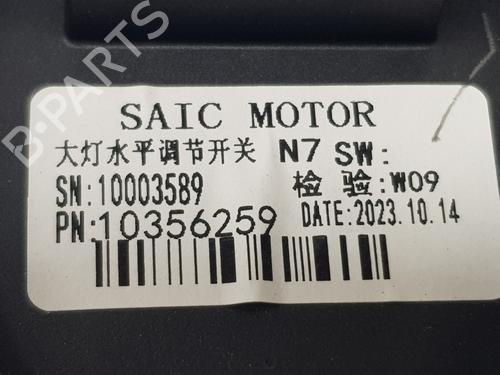 SAIC MOTOR
大灯水平调节开关 N7 SW:
SN:10003589 检 验:W09
PN:10356259 DATE:2023.10.14
B-PARTS